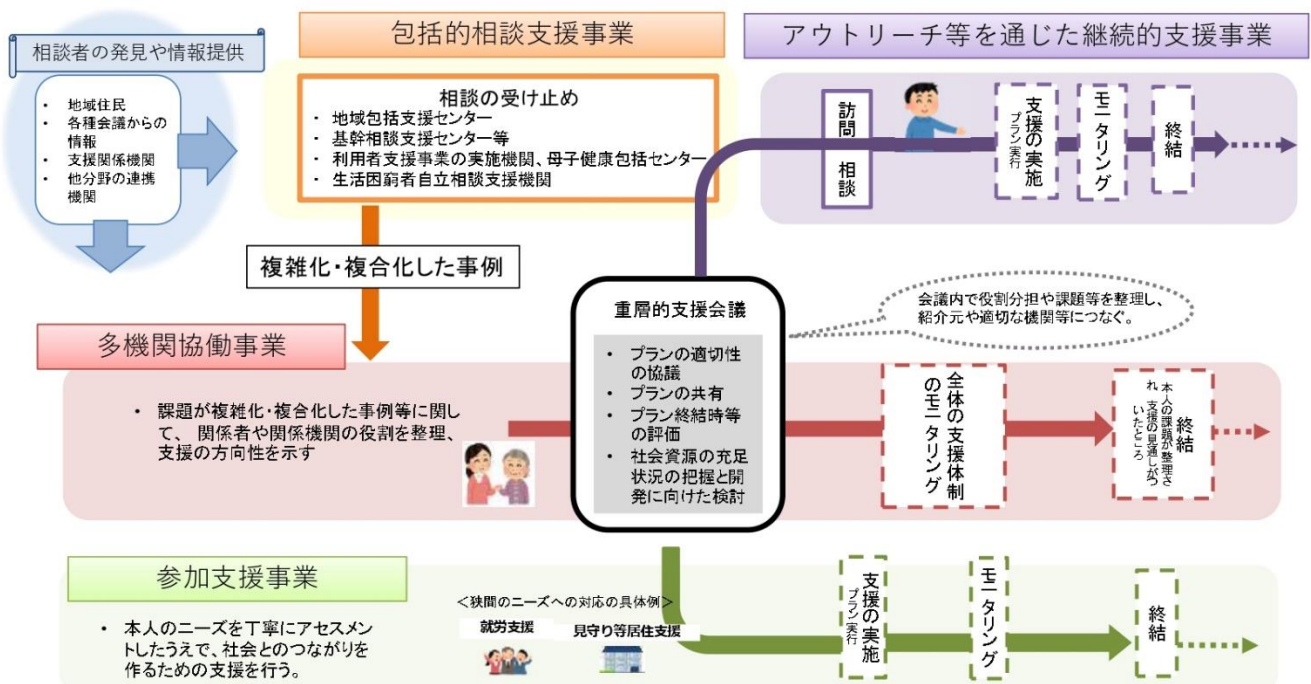 相談者の発見や情報提供
• 地域住民
• 各種会議からの
情報
• 支援関係機関
• 他分野の連携
機関
包括的相談支援事業
相談の受け止め
• 地域包括支援センター
• 基幹相談支援センター等
• 利用者支援事業の実施機関、母子健康包括センター
• 生活困窮者自立相談支援機関
複雑化・複合化した事例
アウトリーチ等を通じた継続的支援事業
訪問 相談
支援の実施
プラン実行
モニタリング
終結
重層的支援会議
• プランの適切性
の協議
• プランの共有
• プラン終結時等
の評価
• 社会資源の充足
状況の把握と開
発に向けた検討
会議内で役割分担や課題等を整理し、
紹介元や適切な機関等につなぐ。
多機関協働事業
• 課題が複雑化・複合化した事例等に関し
て、 関係者や関係機関の役割を整理、
支援の方向性を示す
全体の支援体制
のモニタリング
終結
本人の課題が整理さ
れ、支援の見通しがつ
いたところ
参加支援事業
• 本人のニーズを丁寧にアセスメン
トしたうえで、社会とのつながりを
作るための支援を行う。
<狭間のニーズへの対応の具体例>
就労支援
見守り等居住支援
支援の実施
プラン実行
モニタリング
終結